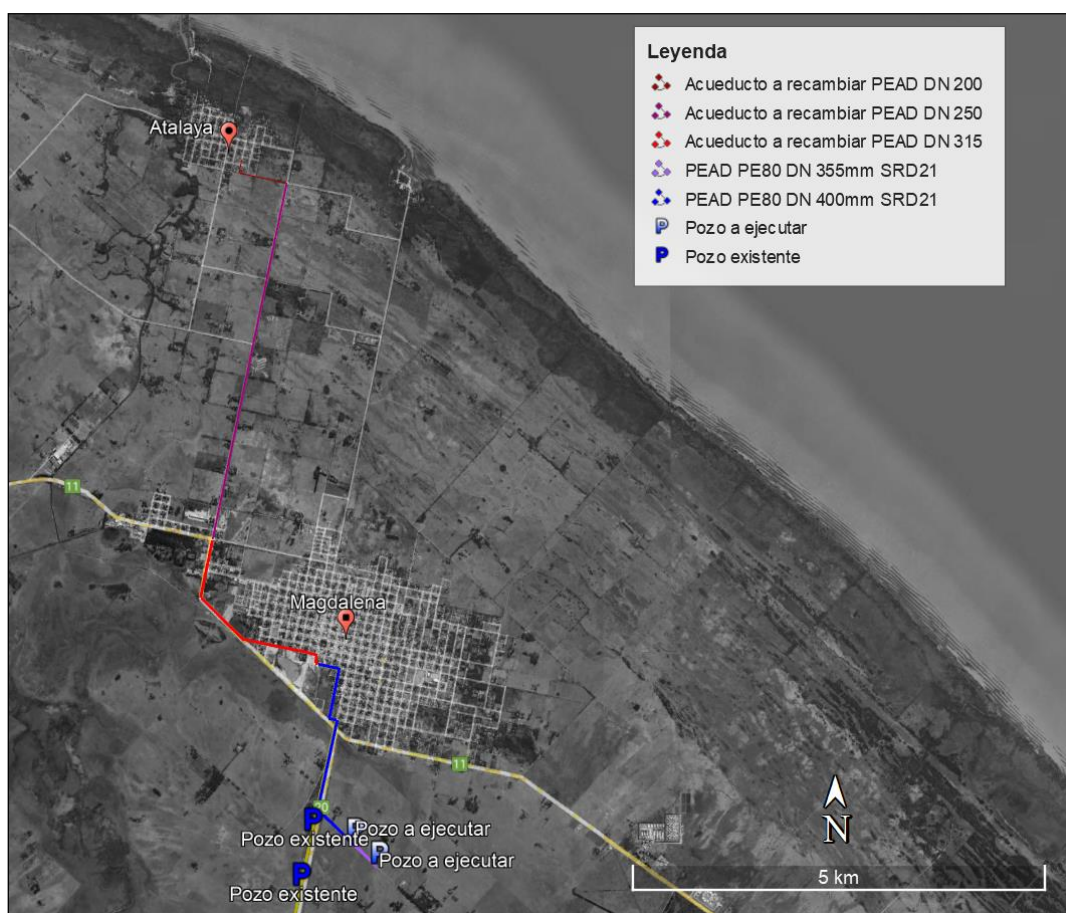 Leyenda
Acueducto a recambiar PEAD DN 200
Acueducto a recambiar PEAD DN 250
Acueducto a recambiar PEAD DN 315
PEAD PE80 DN 355mm SRD21
PEAD PE80 DN 400mm SRD21
P Pozo a ejecutar
P Pozo existente
Atalaya
11
Magdalena
11
20
P
P Pozo a ejecutar
Pozo existente
P Pozo a ejecutar
P
Pozo existente
N
5 km